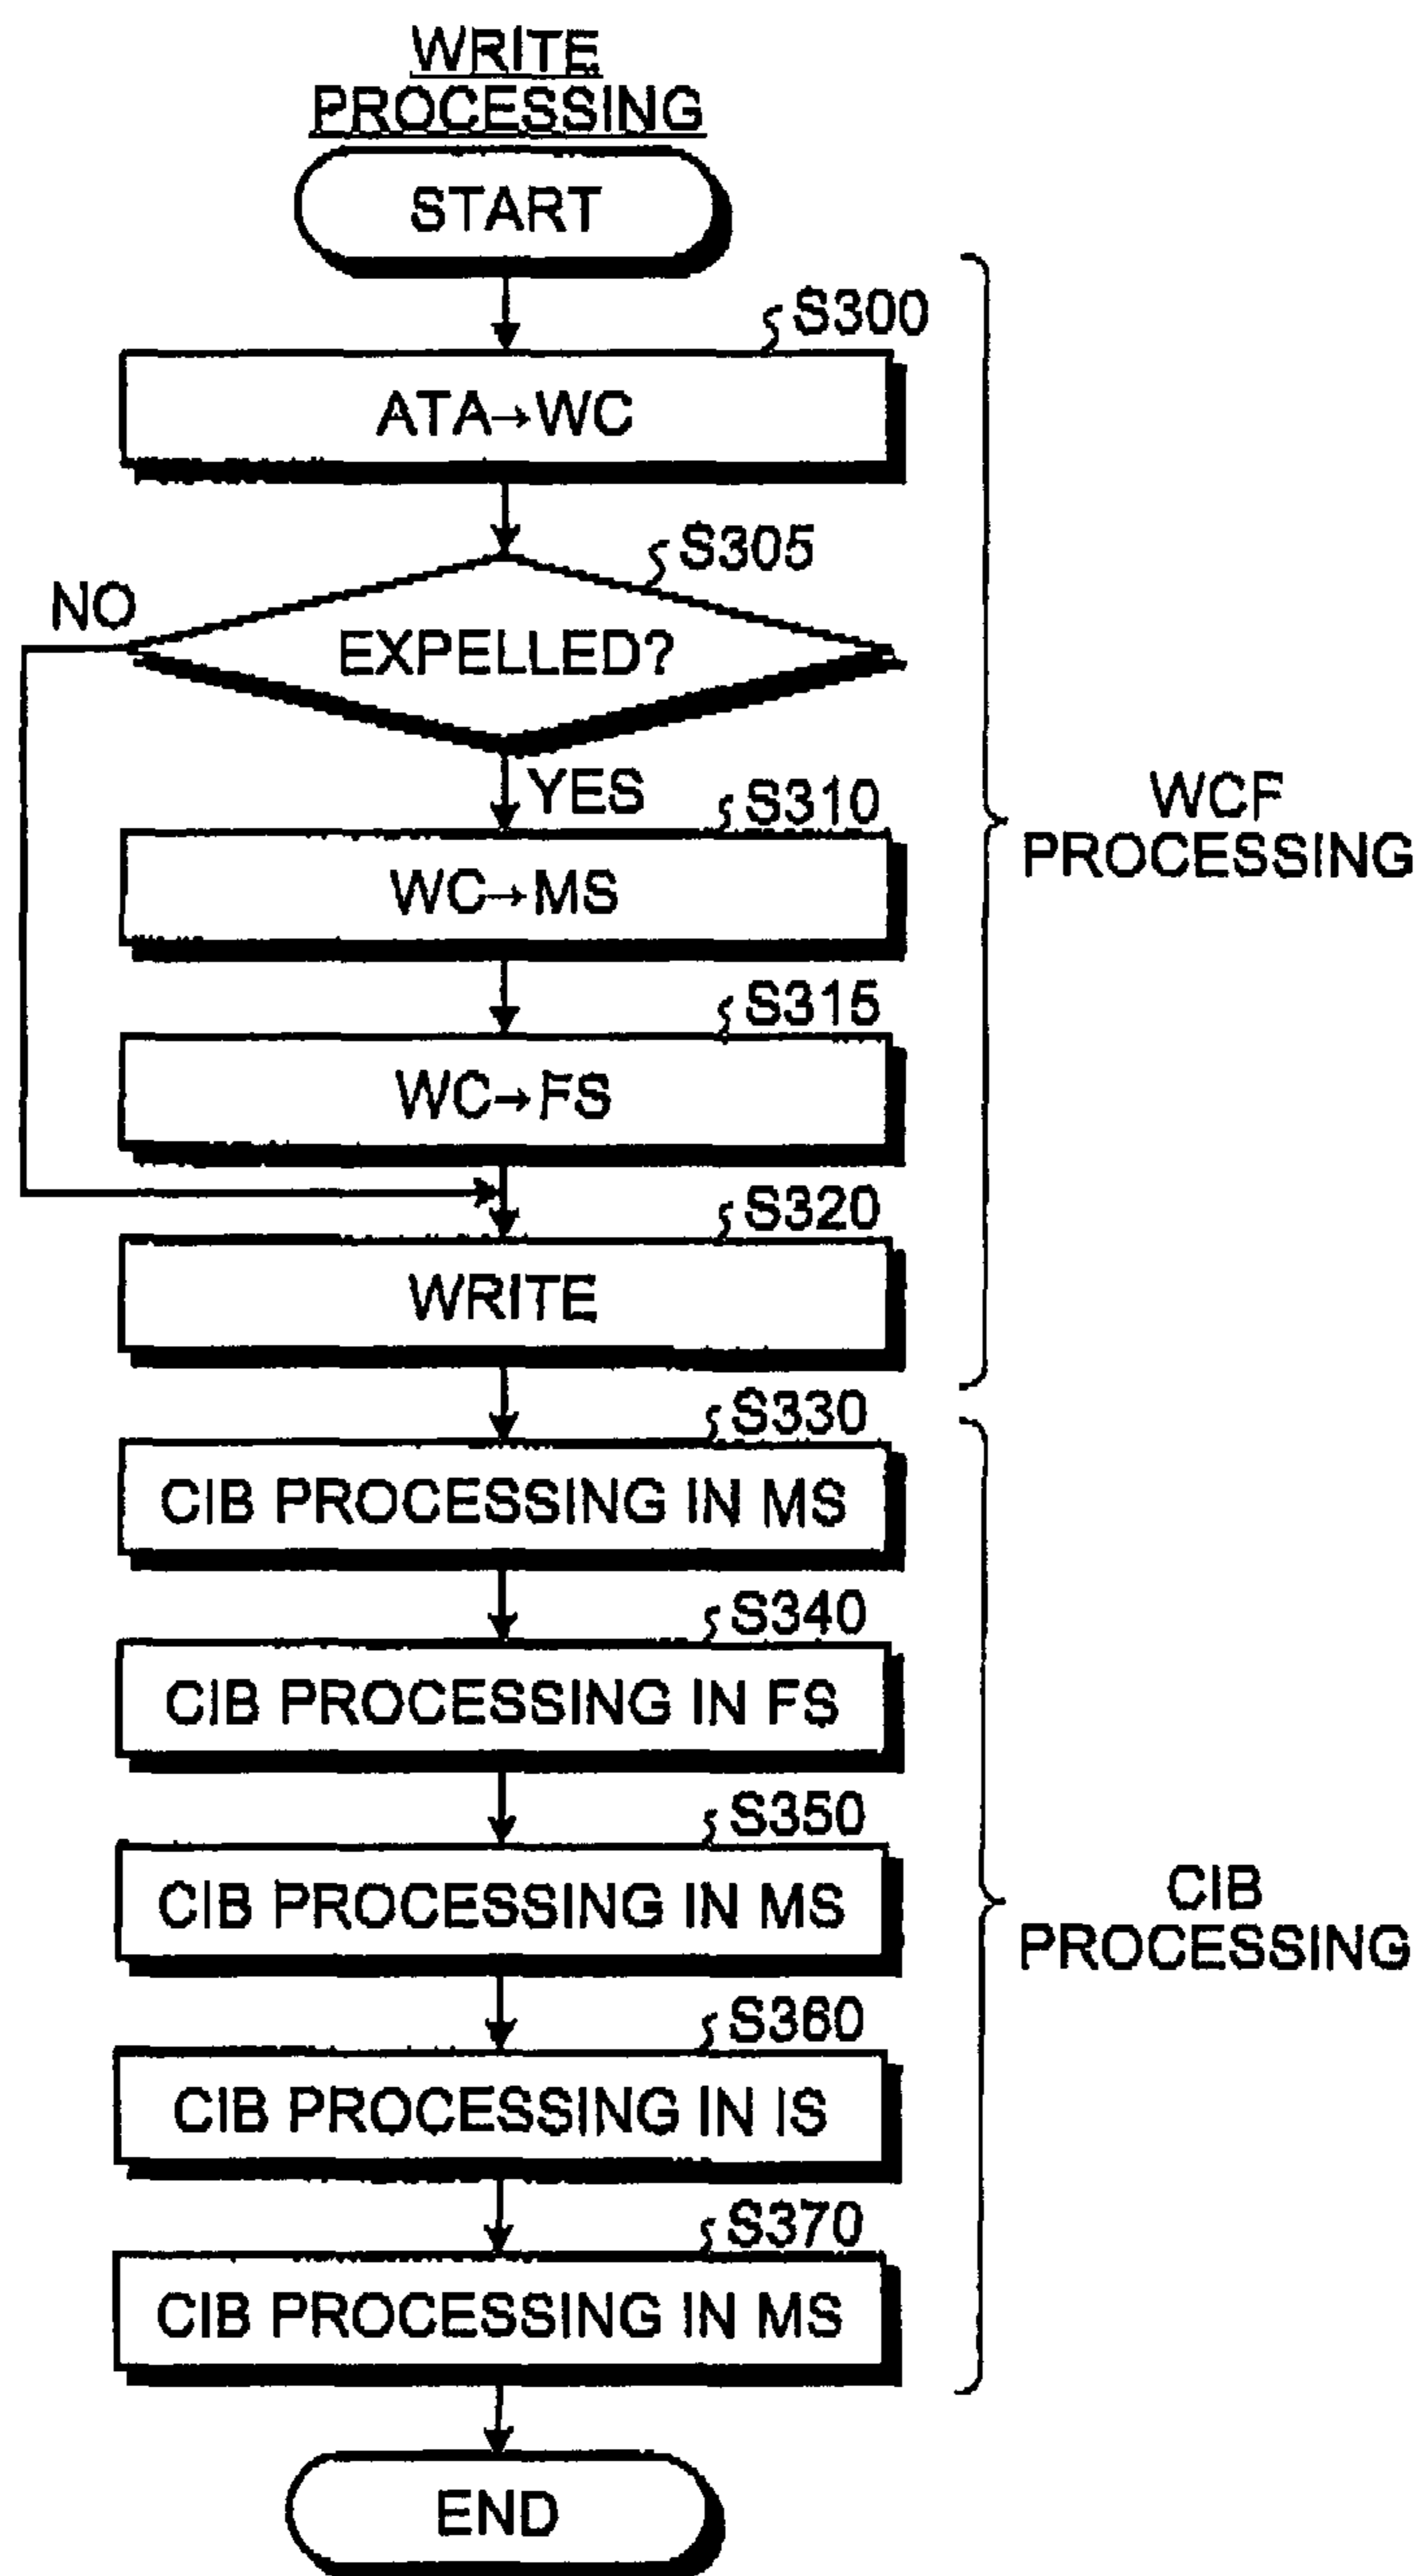 WRITE
PROCESSING
START
S300
ATA→WC
S305
NO
EXPELLED?
YES
S310
WC→MS
S315
WC→FS
S320
WRITE
WCF
PROCESSING
S330
CIB PROCESSING IN MS
S340
CIB PROCESSING IN FS
S350
CIB PROCESSING IN MS
S360
CIB PROCESSING IN IS
S370
CIB PROCESSING IN MS
CIB
PROCESSING
END